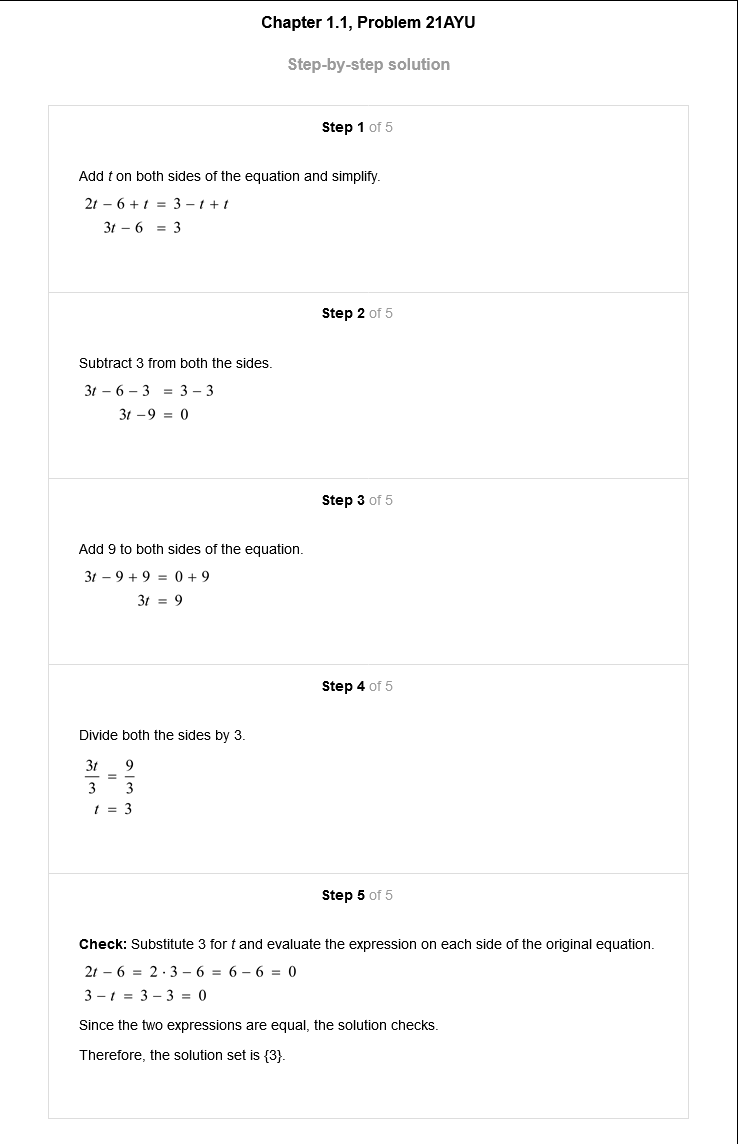 Chapter 1.1, Problem 21AYU
Step-by-step solution
Step 1 of 5
Add t on both sides of the equation and simplify.
2t − 6 + t = 3 − t + t
3t − 6 = 3
Step 2 of 5
Subtract 3 from both the sides.
3t − 6 − 3 = 3 − 3
3t − 9 = 0
Step 3 of 5
Add 9 to both sides of the equation.
3t − 9 + 9 = 0 + 9
3t = 9
Step 4 of 5
Divide both the sides by 3.
3t/3 = 9/3
t = 3
Step 5 of 5
Check: Substitute 3 for t and evaluate the expression on each side of the original equation.
2t − 6 = 2 · 3 − 6 = 6 − 6 = 0
3 − t = 3 − 3 = 0
Since the two expressions are equal, the solution checks.
Therefore, the solution set is {3}.